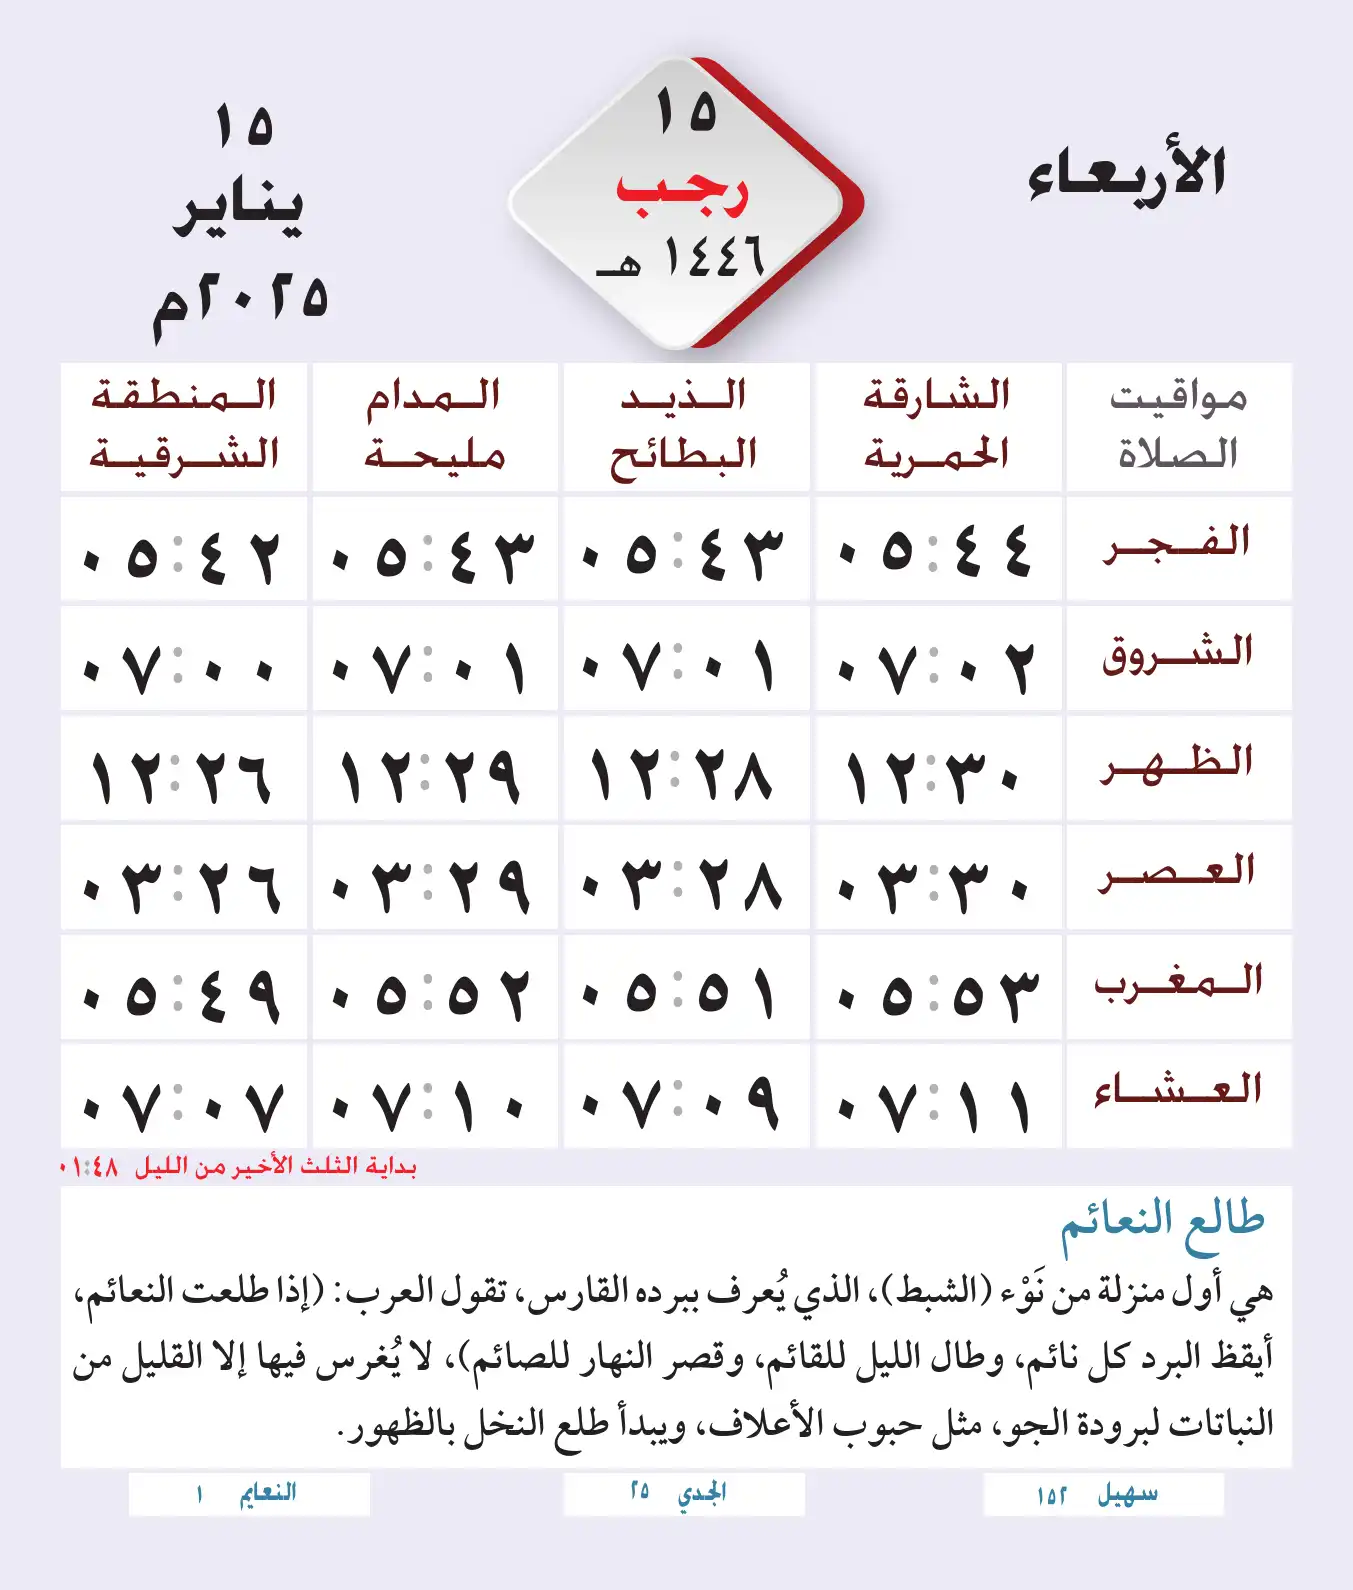 الأربعاء
١٥
رجب
١٤٤٦ هـ
١٥
يناير
٢٠٢٥م
مواقيت الصلاة	الشارقة الحمرية	الذيد البطائح	المدام مليحة	المنطقة الشرقية
الفجر	٠٥:٤٤	٠٥:٤٣	٠٥:٤٣	٠٥:٤٢
الشروق	٠٧:٠٢	٠٧:٠١	٠٧:٠١	٠٧:٠٠
الظهر	١٢:٣٠	١٢:٢٨	١٢:٢٩	١٢:٢٦
العصر	٠٣:٣٠	٠٣:٢٨	٠٣:٢٩	٠٣:٢٦
المغرب	٠٥:٥٣	٠٥:٥١	٠٥:٥٢	٠٥:٤٩
العشاء	٠٧:١١	٠٧:٠٩	٠٧:١٠	٠٧:٠٧
بداية الثلث الأخير من الليل ٠١:٤٨
طالع النعائم
هي أول منزلة من نَوْء (الشبط)، الذي يُعرف ببرده القارس، تقول العرب: (إذا طلعت النعائم،
أيقظ البرد كل نائم، وطال الليل للقائم، وقصر النهار للصائم)، لا يُغرس فيها إلا القليل من
النباتات لبرودة الجو، مثل حبوب الأعلاف، ويبدأ طلع النخل بالظهور.
سهيل ١٥٢	الجدي ٢٥	النعايم ١